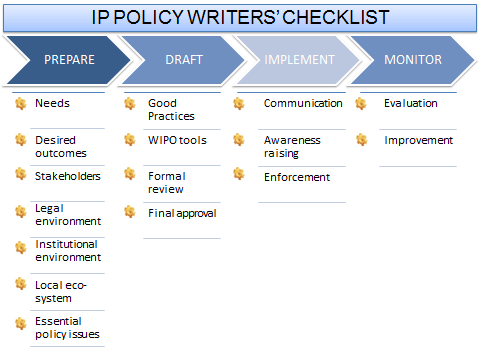 IP POLICY WRITERS' CHECKLIST
PREPARE
DRAFT
IMPLEMENT
MONITOR
Needs
Desired
outcomes
Stakeholders
Legal
environment
Institutional
environment
Local eco-
system
Essential
policy issues
Good
Practices
WIPO tools
Formal
review
Final approval
Communication
Awareness
raising
Enforcement
Evaluation
Improvement